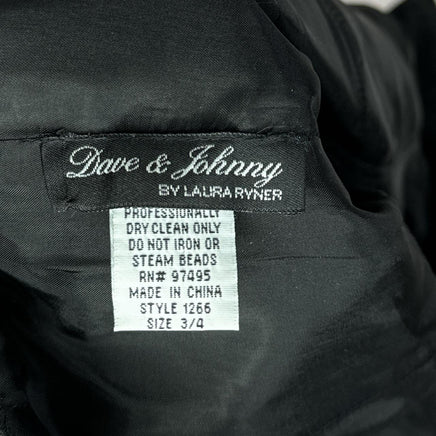 Dave & Johnny
BY LAURA RYNER
PROFESSIONALLY
DRY CLEAN ONLY
DO NOT IRON OR
STEAM BEADS
RN# 97495
MADE IN CHINA
STYLE 1266
SIZE 3/4